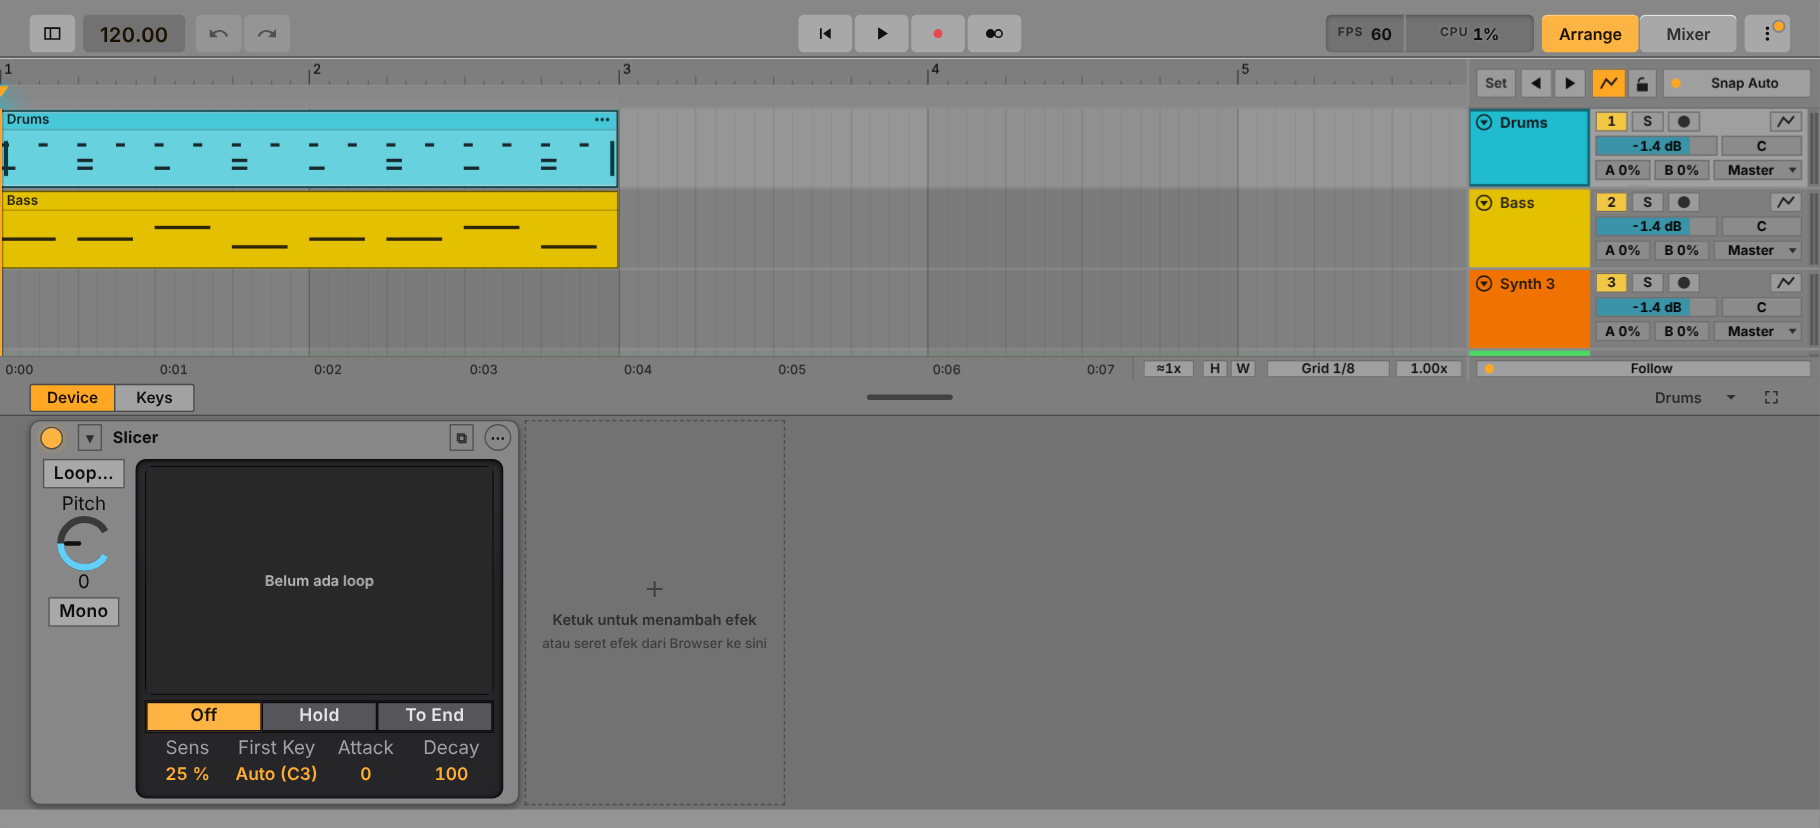 120.00
FPS 60
CPU 1%
Arrange
Mixer
1 2 3 4 5
Set
Snap Auto
Drums
Drums
1 S
-1.4 dB C
A 0% B 0% Master
Bass
Bass
2 S
-1.4 dB C
A 0% B 0% Master
Synth 3
3 S
-1.4 dB C
A 0% B 0% Master
0:00 0:01 0:02 0:03 0:04 0:05 0:06 0:07
≈1x H W Grid 1/8 1.00x
Follow
Device Keys
Drums
Slicer
Loop...
Pitch
0
Mono
Belum ada loop
Off Hold To End
Sens First Key Attack Decay
25 % Auto (C3) 0 100
Ketuk untuk menambah efek
atau seret efek dari Browser ke sini